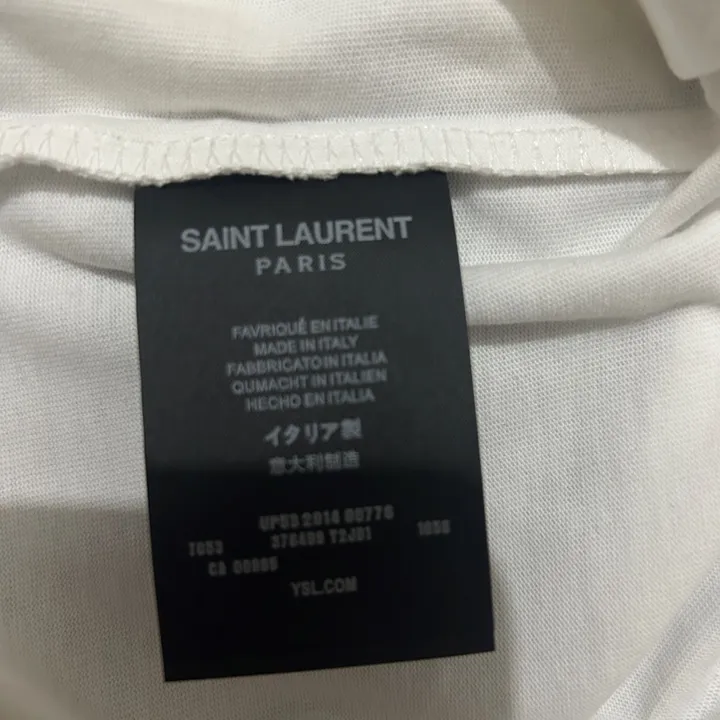 SAINT LAURENT
PARIS
FAVRIQUÉ EN ITALIE
MADE IN ITALY
FABBRICATO IN ITALIA
QUMACHT IN ITALIEN
HECHO EN ITALIA
イタリア製
意大利制造
2014
YSL.COM